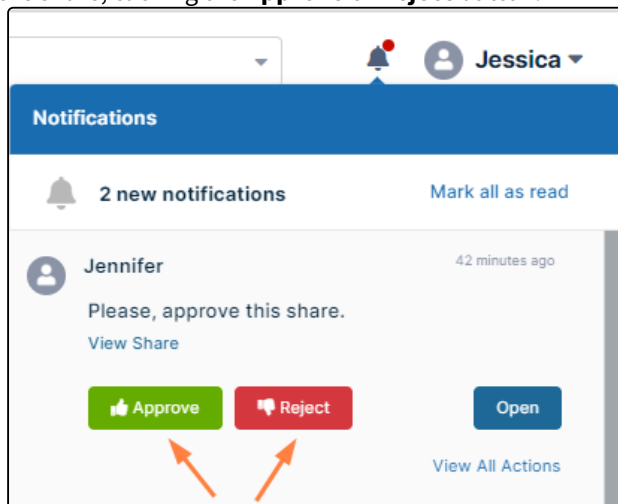 Jessica
Notifications
2 new notifications Mark all as read
Jennifer 42 minutes ago
Please, approve this share.
View Share
Approve Reject Open
View All Actions